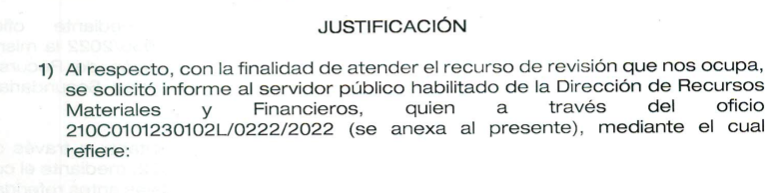 JUSTIFICACIÓN
1) Al respecto, con la finalidad de atender el recurso de revisión que nos ocupa,
se solicitó informe al servidor público habilitado de la Dirección de Recursos
Materiales y Financieros, quien a través del oficio
210C0101230102L/0222/2022 (se anexa al presente), mediante el cual
refiere: